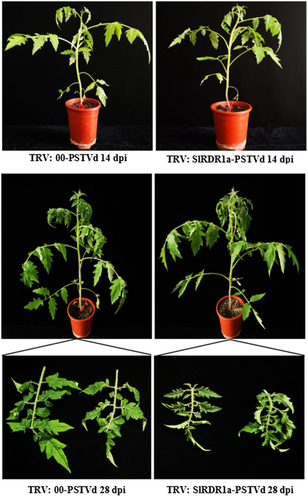 TRV: 00-PSTVd 14 dpi
TRV: SlRDR1a-PSTVd 14 dpi
TRV: 00-PSTVd 28 dpi
TRV: SlRDR1a-PSTVd 28 dpi